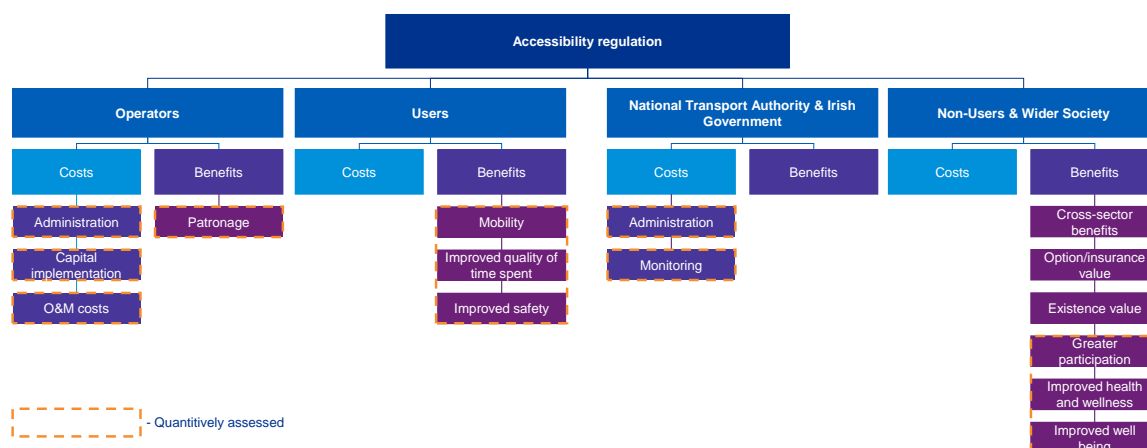 Accessibility regulation
Operators
Users
National Transport Authority & Irish
Government
Non-Users & Wider Society
Costs
Benefits
Costs
Benefits
Costs
Benefits
Costs
Benefits
Administration
Capital
implementation
O&M costs
Patronage
Mobility
Improved quality of
time spent
Improved safety
Administration
Monitoring
Cross-sector
benefits
Option/insurance
value
Existence value
Greater
participation
Improved health
and wellness
Improved well
being
- Quantitively assessed